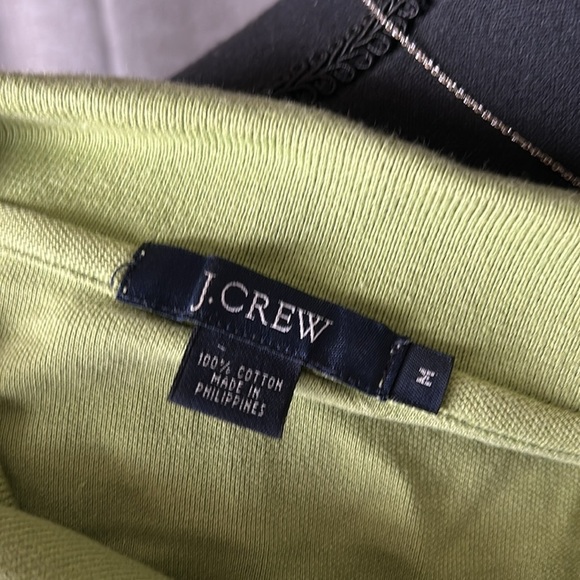 J.CREW
M
100% COTTON
MADE IN
PHILIPPINES